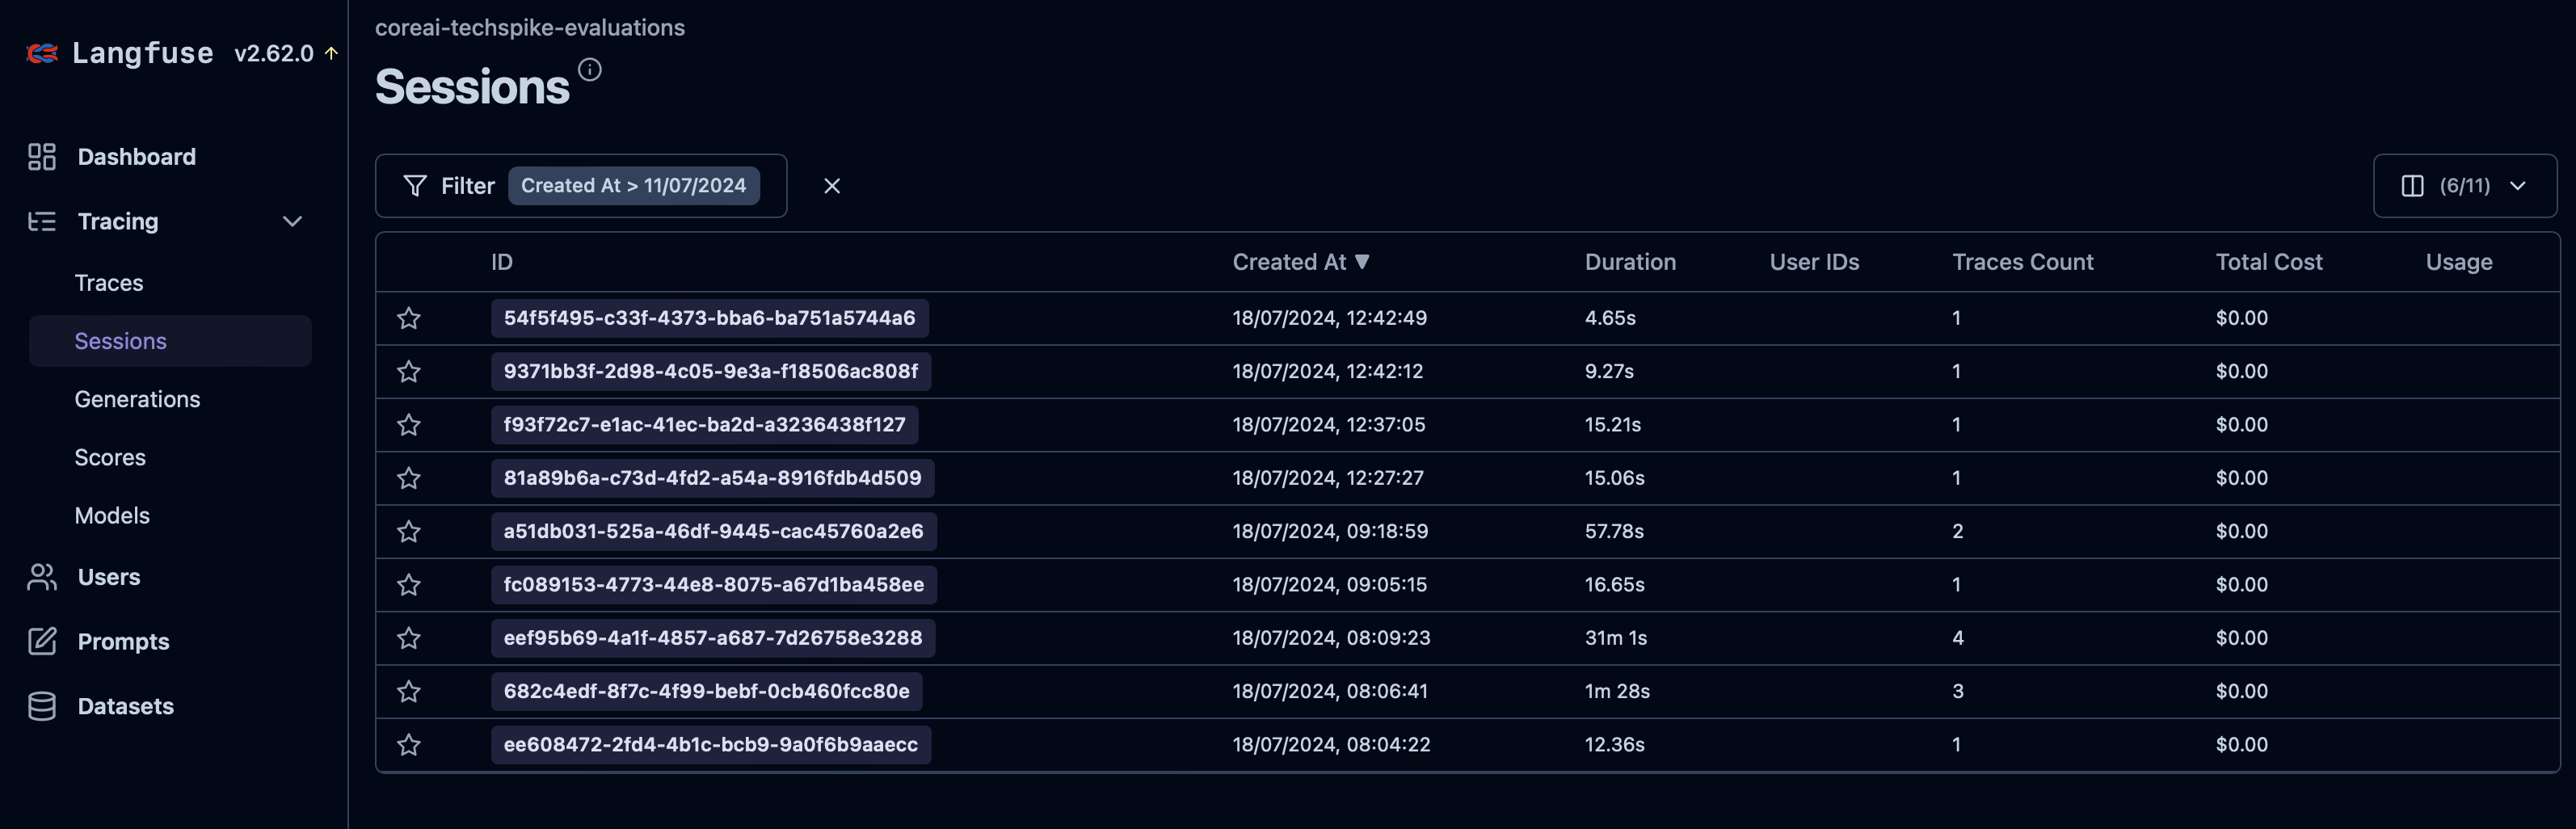 Langfuse v2.62.0 ↑
Dashboard
Tracing
Traces
Sessions
Generations
Scores
Models
Users
Prompts
Datasets
coreai-techspike-evaluations
Sessions
Filter Created At > 11/07/2024
(6/11)
ID Created At ▼ Duration User IDs Traces Count Total Cost Usage
54f5f495-c33f-4373-bba6-ba751a5744a6 18/07/2024, 12:42:49 4.65s 1 $0.00
9371bb3f-2d98-4c05-9e3a-f18506ac808f 18/07/2024, 12:42:12 9.27s 1 $0.00
f93f72c7-e1ac-41ec-ba2d-a3236438f127 18/07/2024, 12:37:05 15.21s 1 $0.00
81a89b6a-c73d-4fd2-a54a-8916fdb4d509 18/07/2024, 12:27:27 15.06s 1 $0.00
a51db031-525a-46df-9445-cac45760a2e6 18/07/2024, 09:18:59 57.78s 2 $0.00
fc089153-4773-44e8-8075-a67d1ba458ee 18/07/2024, 09:05:15 16.65s 1 $0.00
eef95b69-4a1f-4857-a687-7d26758e3288 18/07/2024, 08:09:23 31m 1s 4 $0.00
682c4edf-8f7c-4f99-bebf-0cb460fcc80e 18/07/2024, 08:06:41 1m 28s 3 $0.00
ee608472-2fd4-4b1c-bcb9-9a0f6b9aaecc 18/07/2024, 08:04:22 12.36s 1 $0.00